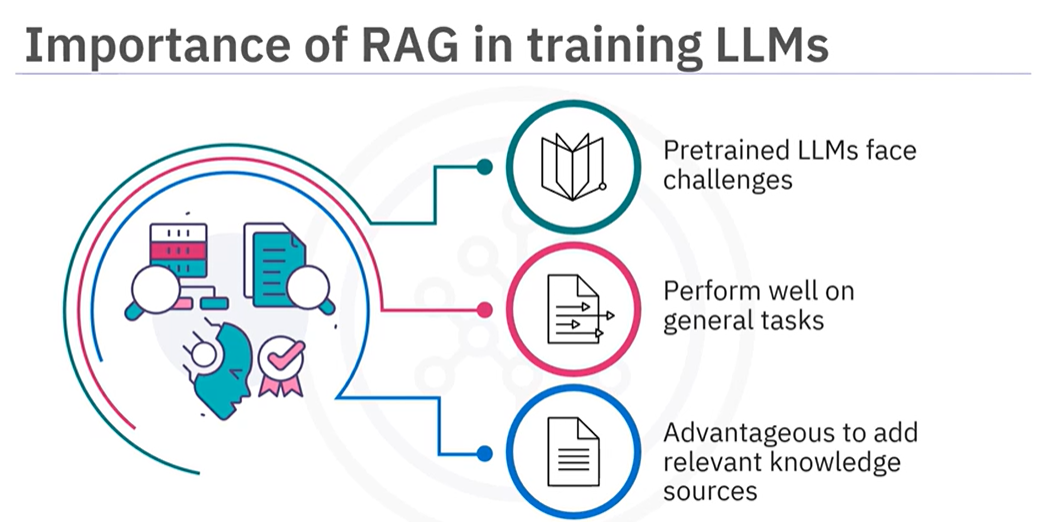 Importance of RAG in training LLMs
Pretrained LLMs face
challenges
Perform well on
general tasks
Advantageous to add
relevant knowledge
sources